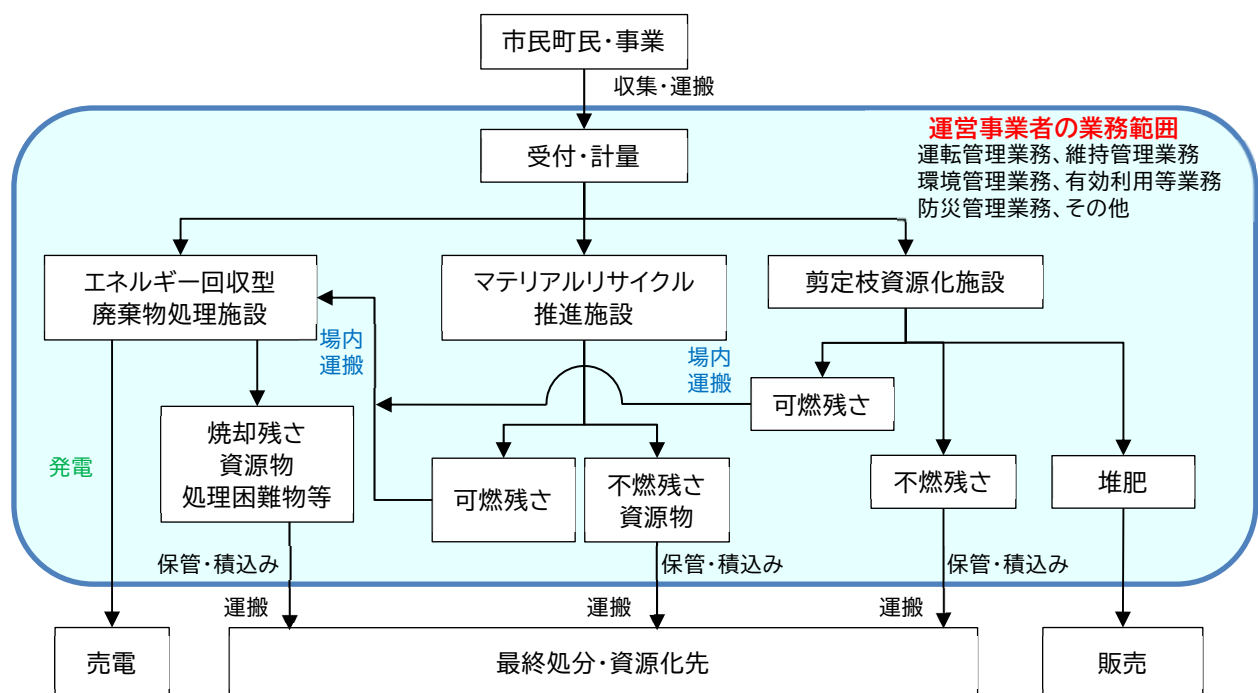 市民町民・事業
収集・運搬
運営事業者の業務範囲
運転管理業務、維持管理業務
環境管理業務、有効利用等業務
防災管理業務、その他
受付・計量
エネルギー回収型
廃棄物処理施設
マテリアルリサイクル
推進施設
剪定枝資源化施設
場内
運搬
場内
運搬
可燃残さ
焼却残さ
資源物
処理困難物等
発電
可燃残さ
不燃残さ
資源物
不燃残さ
堆肥
保管・積込み
保管・積込み
保管・積込み
運搬
運搬
運搬
売電
最終処分・資源化先
販売